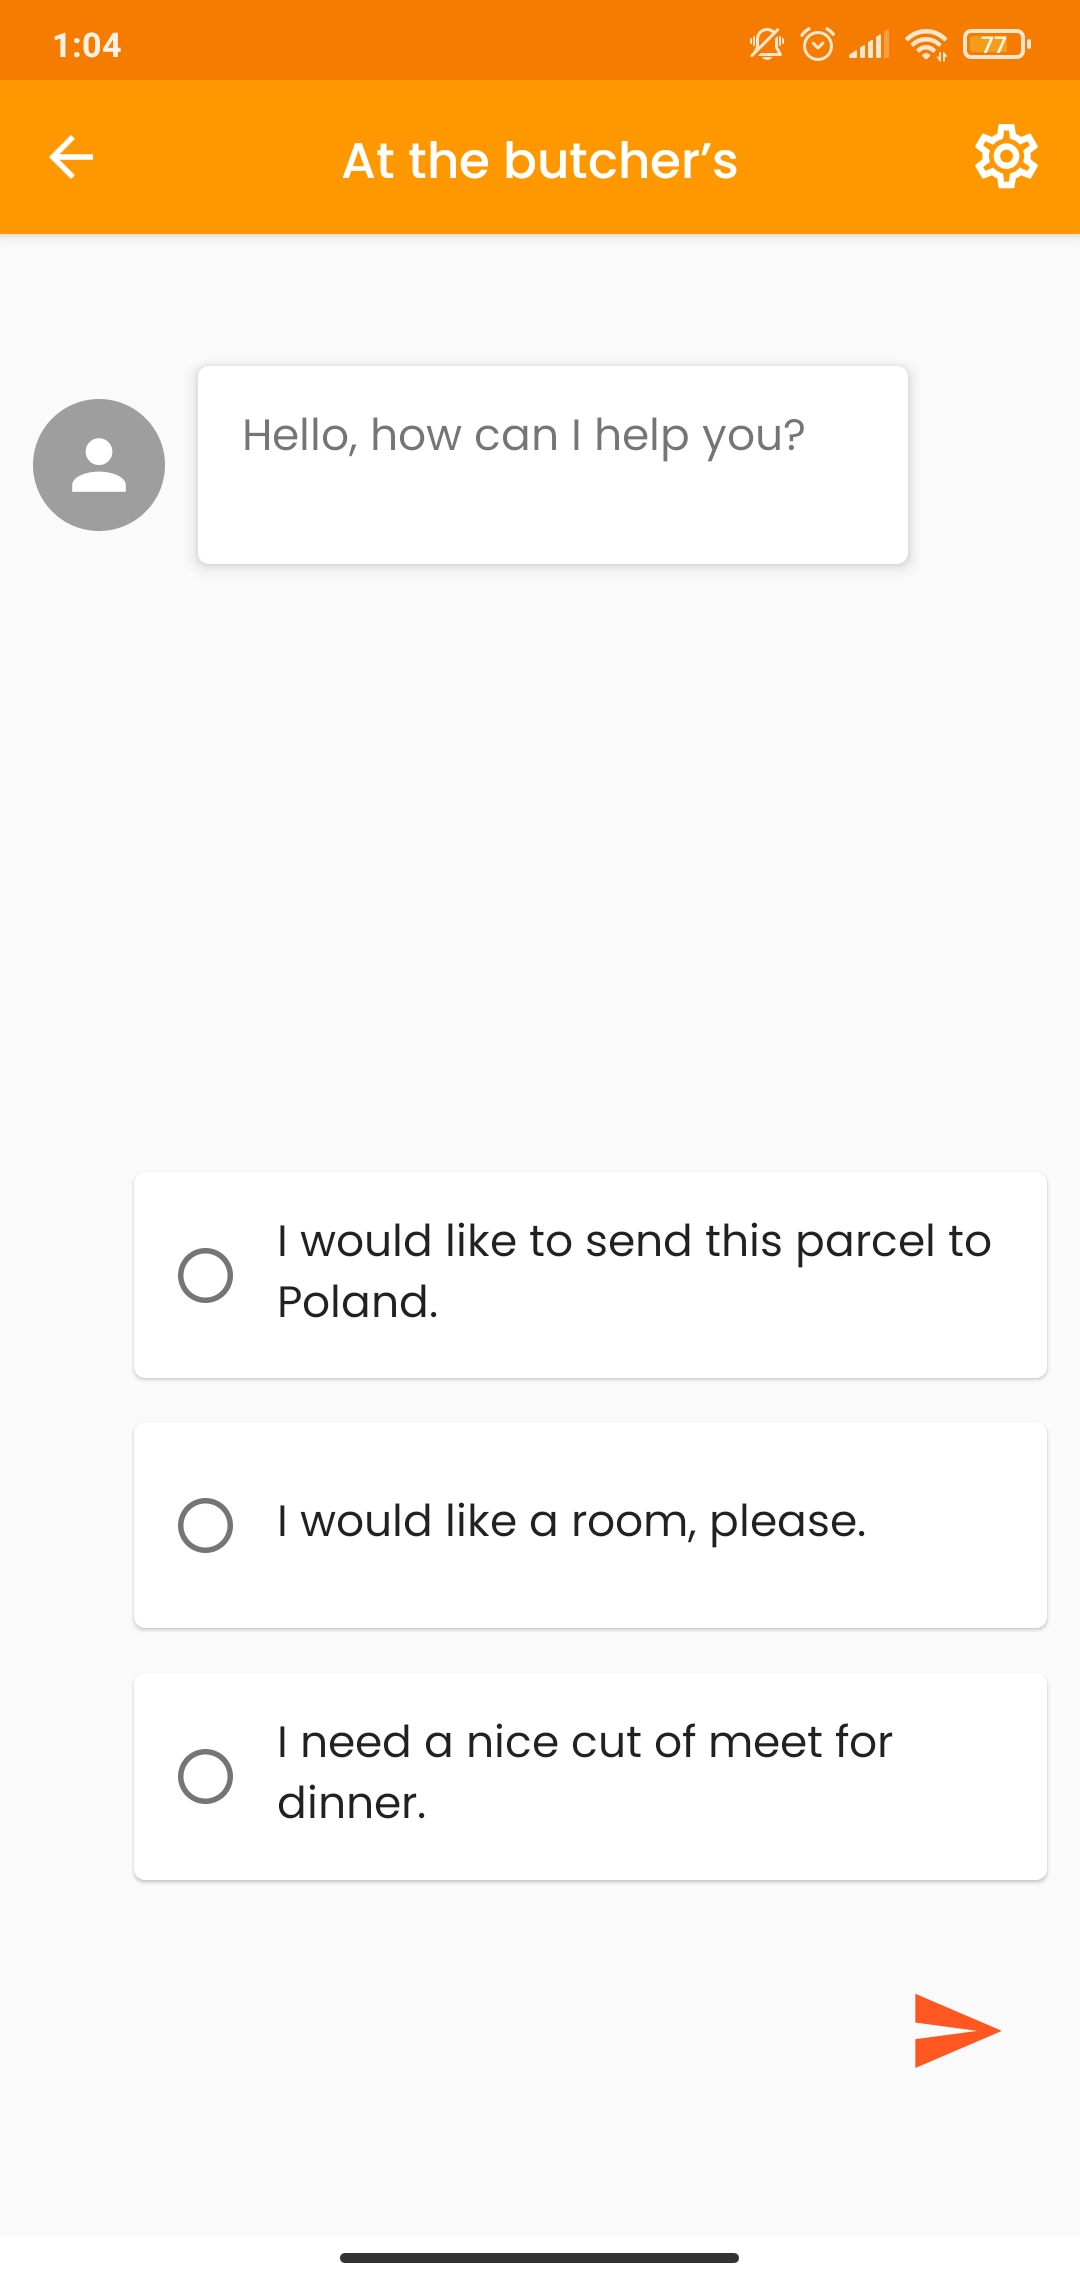 1:04
77
At the butcher’s
Hello, how can I help you?
I would like to send this parcel to
Poland.
I would like a room, please.
I need a nice cut of meet for
dinner.